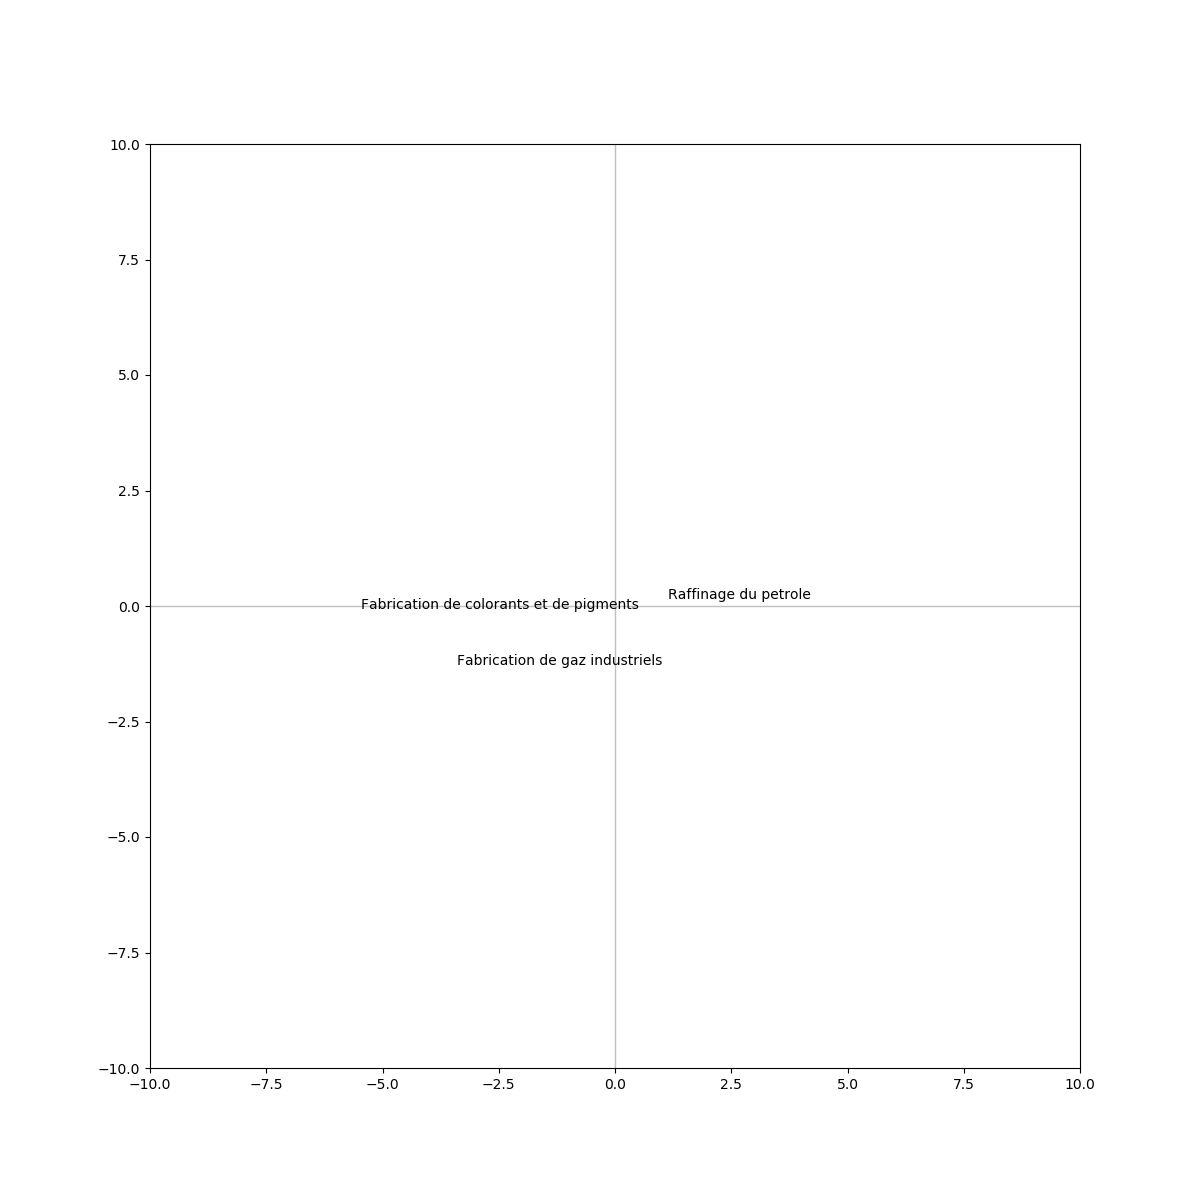 10.0
7.5
5.0
2.5
Raffinage du petrole
0.0
Fabrication de colorants et de pigments
Fabrication de gaz industriels
−2.5
−5.0
−7.5
−10.0
−10.0 −7.5 −5.0 −2.5 0.0 2.5 5.0 7.5 10.0